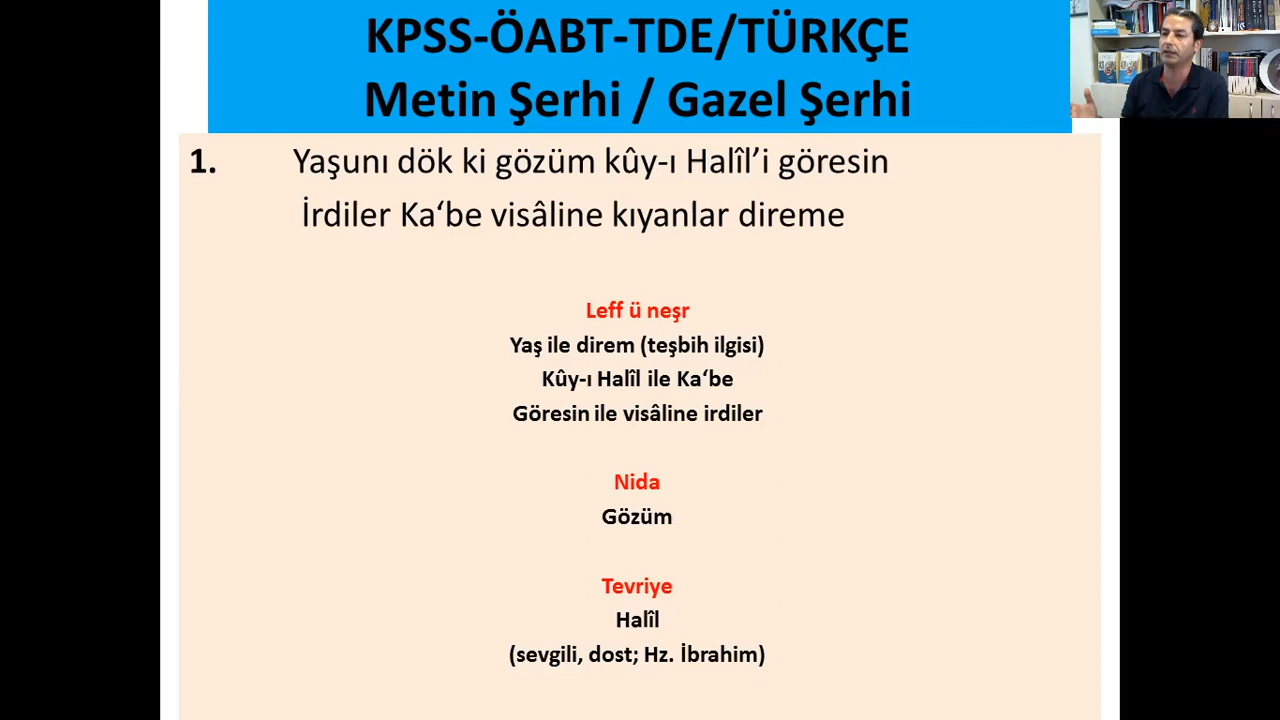 KPSS-ÖABT-TDE/TÜRKÇE
Metin Şerhi / Gazel Şerhi
1. Yaşunı dök ki gözüm kûy-ı Halîl’i göresin
İrdiler Ka‘be visâline kıyanlar direme
Leff ü neşr
Yaş ile direm (teşbih ilgisi)
Kûy-ı Halîl ile Ka‘be
Göresin ile visâline irdiler
Nida
Gözüm
Tevriye
Halîl
(sevgili, dost; Hz. İbrahim)